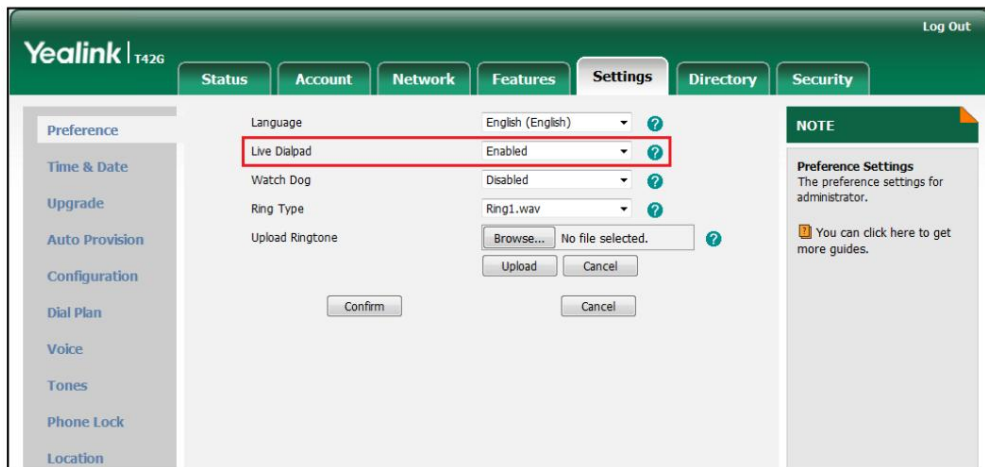 Log Out
Yealink | T42G
Status Account Network Features Settings Directory Security
Preference
Time & Date
Upgrade
Auto Provision
Configuration
Dial Plan
Voice
Tones
Phone Lock
Location
Language English (English) ?
Live Dialpad Enabled ?
Watch Dog Disabled ?
Ring Type Ring1.wav ?
Upload Ringtone Browse... No file selected. ?
Upload Cancel
Confirm Cancel
NOTE
Preference Settings
The preference settings for
administrator.
? You can click here to get
more guides.